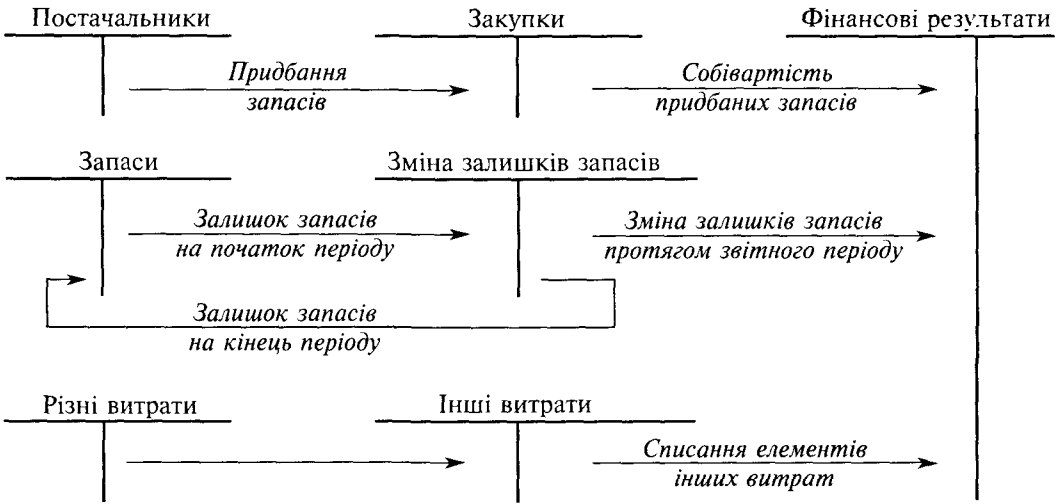 Постачальники
Закупки
Фінансові результати
Придбання
запасів
Собівартість
придбаних запасів
Запаси
Зміна залишків запасів
Залишок запасів
на початок періоду
Зміна залишків запасів
протягом звітного періоду
Залишок запасів
на кінець періоду
Різні витрати
Інші витрати
Списання елементів
інших витрат